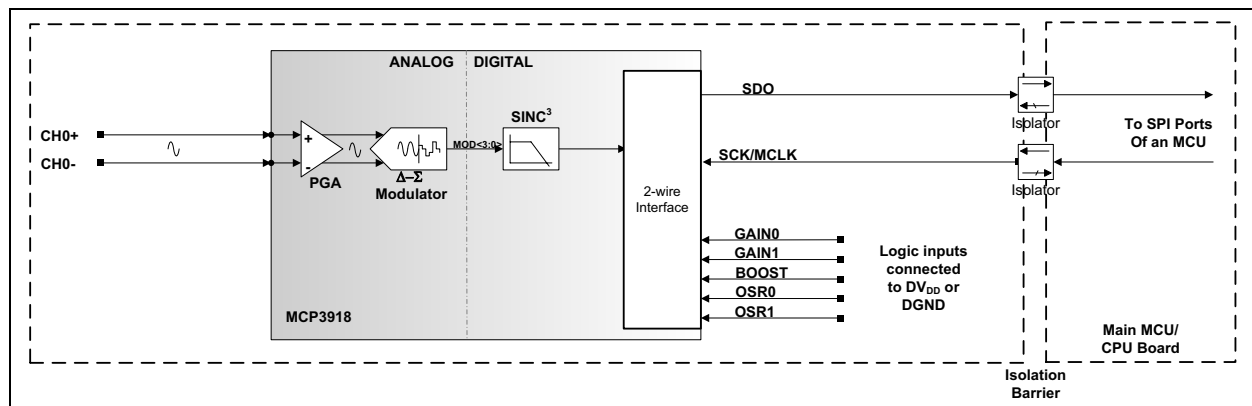 ANALOG
DIGITAL
CH0+
CH0-
PGA
Δ–Σ
Modulator
MOD<3:0>
SINC3
2-wire
Interface
SDO
SCK/MCLK
GAIN0
GAIN1
BOOST
OSR0
OSR1
MCP3918
Logic inputs
connected
to DVDD or
DGND
Isolator
Isolator
To SPI Ports
Of an MCU
Main MCU/
CPU Board
Isolation
Barrier